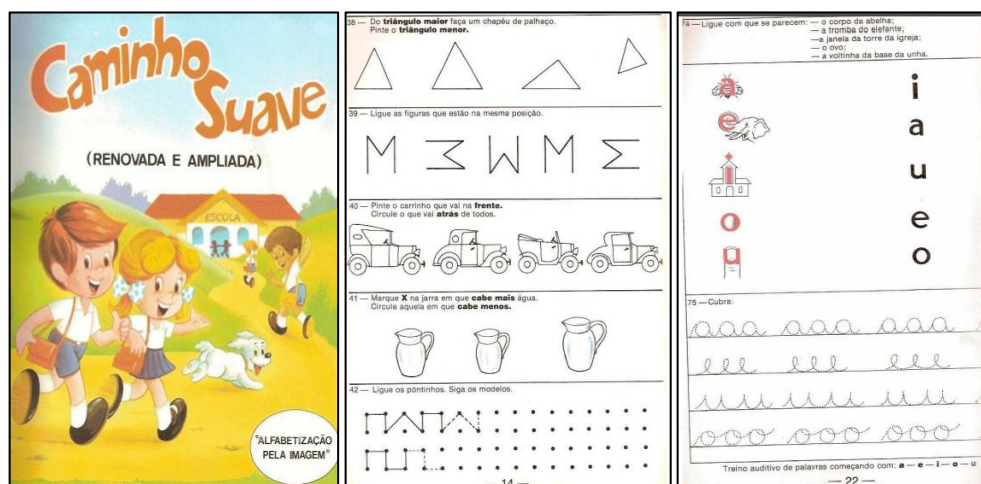 Caminho
Suave
(RENOVADA E AMPLIADA)
ESCOLA
"ALFABETIZAÇÃO
PELA IMAGEM"
38 — Do triângulo maior faça um chapéu de palhaço.
Pinte o triângulo menor.
39 — Ligue as figuras que estão na mesma posição.
40 — Pinte o carrinho que vai na frente.
Circule o que vai atrás de todos.
41 — Marque X na jarra em que cabe mais água.
Circule aquela em que cabe menos.
42 — Ligue os pontinhos. Siga os modelos.
— 14 —
74 — Ligue com que se parecem: — o corpo da abelha;
— a tromba do elefante;
—a janela da torre da igreja;
— o ovo;
— a voltinha da base da unha.
a i
e a
i u
o e
u o
75 — Cubra:
a a a a a a a a a
e e e e e e e e e
i i i i i i i i i
o o o o o o o o o
Treino auditivo de palavras começando com: a — e — i — o — u
— 22 —